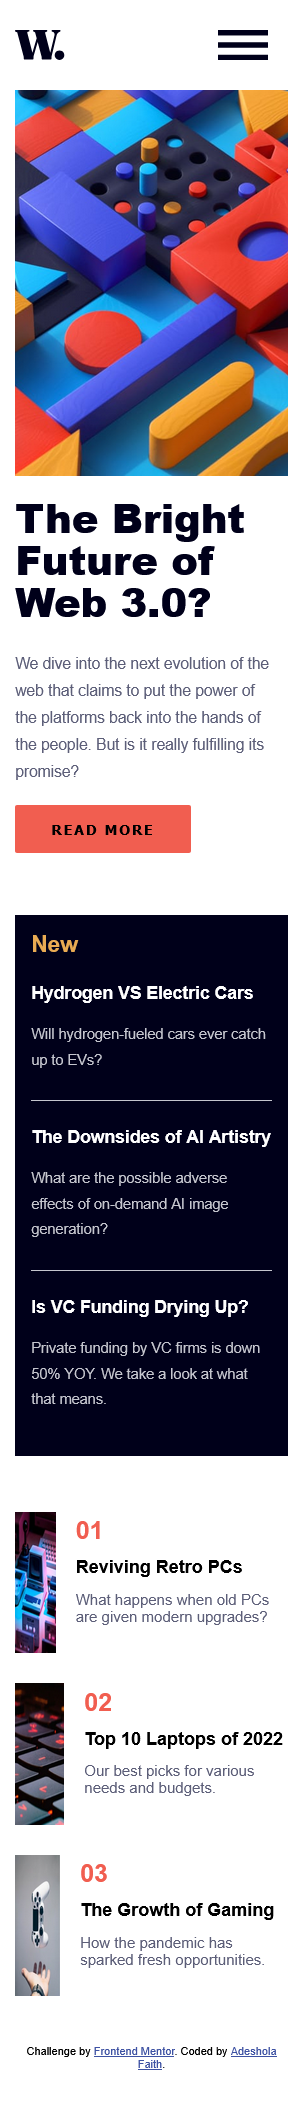 W.
The Bright
Future of
Web 3.0?
We dive into the next evolution of the
web that claims to put the power of
the platforms back into the hands of
the people. But is it really fulfilling its
promise?
READ MORE
New
Hydrogen VS Electric Cars
Will hydrogen-fueled cars ever catch
up to EVs?
The Downsides of AI Artistry
What are the possible adverse
effects of on-demand AI image
generation?
Is VC Funding Drying Up?
Private funding by VC firms is down
50% YOY. We take a look at what
that means.
01
Reviving Retro PCs
What happens when old PCs
are given modern upgrades?
02
Top 10 Laptops of 2022
Our best picks for various
needs and budgets.
03
The Growth of Gaming
How the pandemic has
sparked fresh opportunities.
Challenge by Frontend Mentor. Coded by Adeshola
Faith.